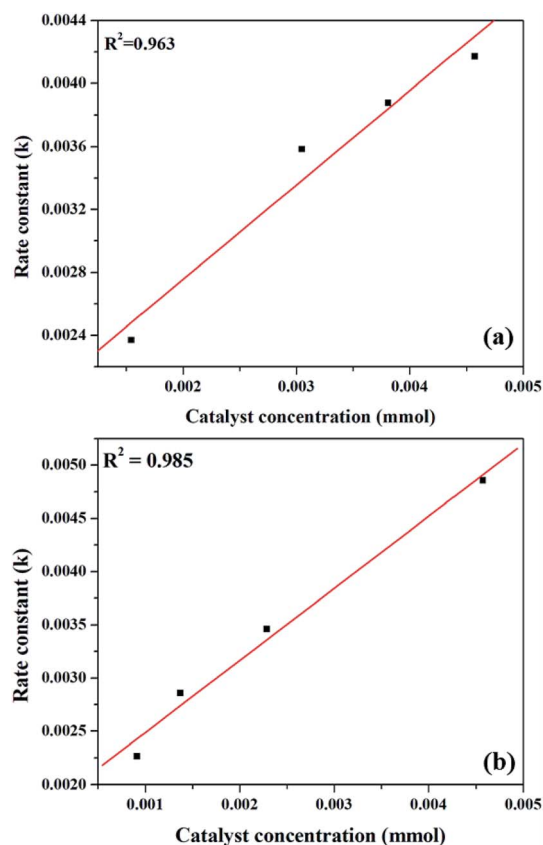 R²=0.963
0.0044
0.0040
0.0036
0.0032
0.0028
0.0024
Rate constant (k)
(a)
0.002 0.003 0.004 0.005
Catalyst concentration (mmol)
R² = 0.985
0.0050
0.0045
0.0040
0.0035
0.0030
0.0025
0.0020
Rate constant (k)
(b)
0.001 0.002 0.003 0.004 0.005
Catalyst concentration (mmol)